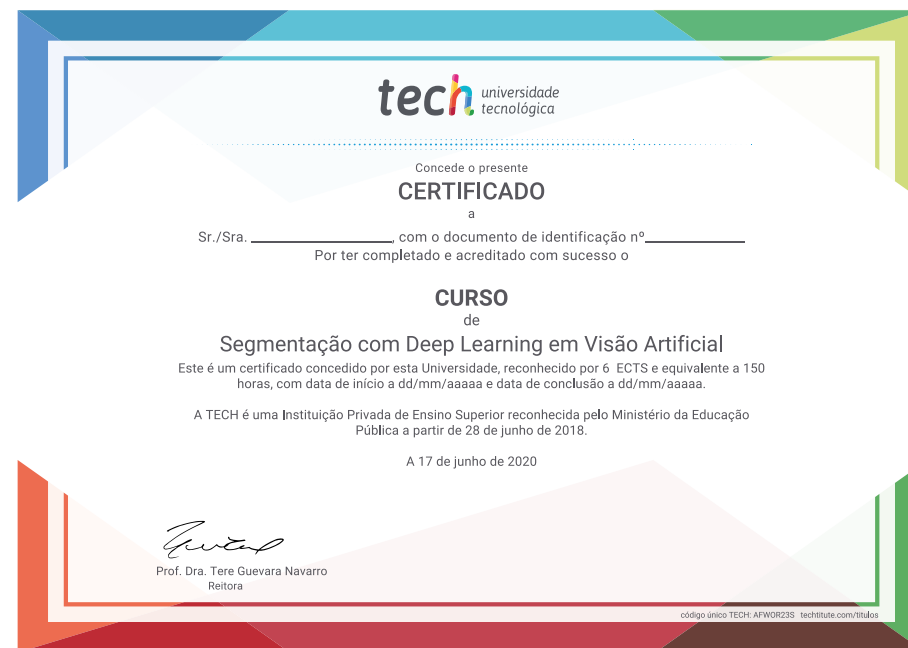 tech universidade
tecnológica
Concede o presente
CERTIFICADO
a
Sr./Sra. ________________, com o documento de identificação nº____________
Por ter completado e acreditado com sucesso o
CURSO
de
Segmentação com Deep Learning em Visão Artificial
Este é um certificado concedido por esta Universidade, reconhecido por 6 ECTS e equivalente a 150
horas, com data de início a dd/mm/aaaaa e data de conclusão a dd/mm/aaaaa.
A TECH é uma Instituição Privada de Ensino Superior reconhecida pelo Ministério da Educação
Pública a partir de 28 de junho de 2018.
A 17 de junho de 2020
Prof. Dra. Tere Guevara Navarro
Reitora
código único TECH: AFWOR23S techtitute.com/titulos